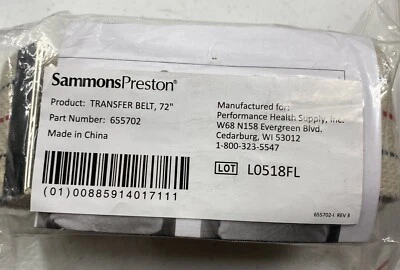 SammonsPreston®
Product: TRANSFER BELT, 72"
Part Number: 655702
Made in China
Manufactured for:
Performance Health Supply, Inc.
W68 N158 Evergreen Blvd.
Cedarburg, WI 53012
1-800-323-5547
LOT L0518FL
(01)00885914017111
655702-I REV B